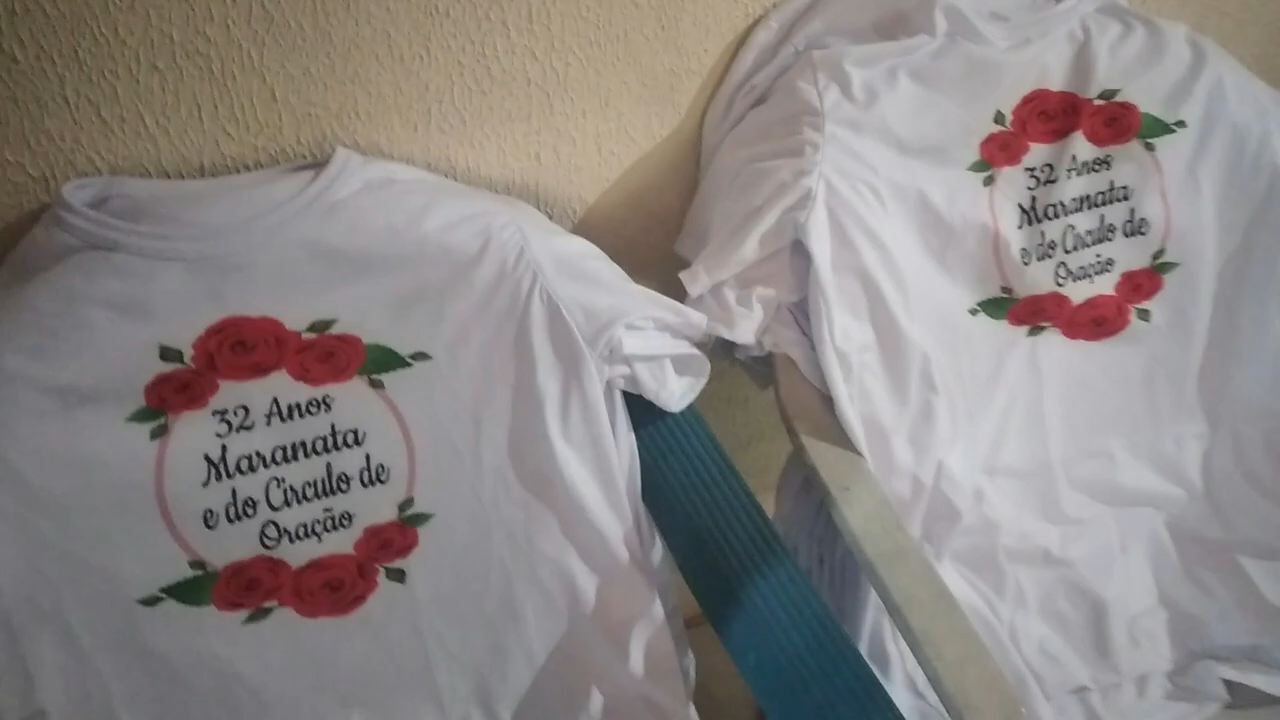 32 Anos
Maranata
e do Circulo de
Oração
32 Anos
Maranata
e do Circulo de
Oração